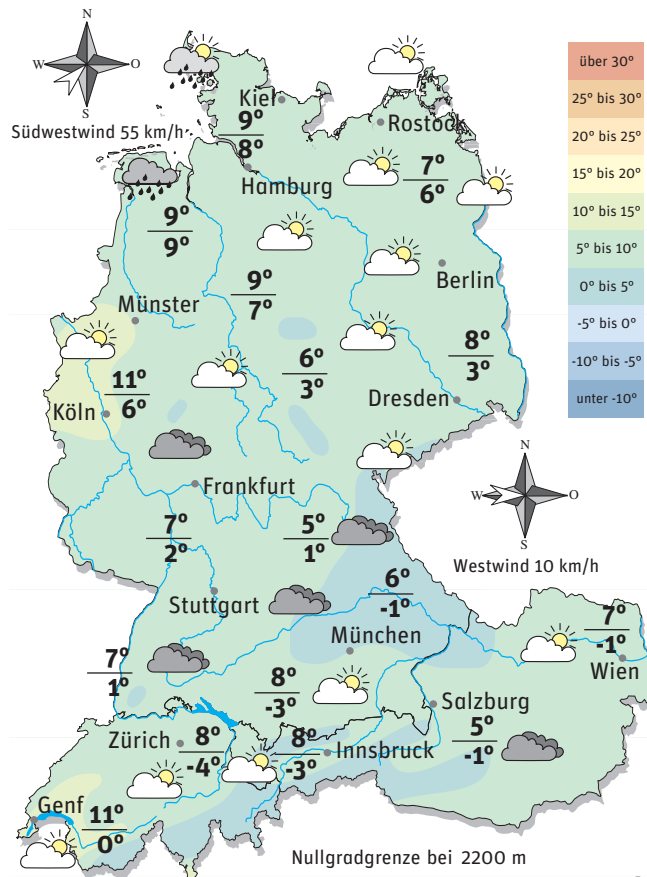 N
W O
S
Südwestwind 55 km/h
über 30°
25° bis 30°
20° bis 25°
15° bis 20°
10° bis 15°
5° bis 10°
0° bis 5°
-5° bis 0°
-10° bis -5°
unter -10°
Kiel
9°
8°
Rostock
Hamburg
7°
6°
9°
9°
Berlin
9°
7°
Münster
8°
3°
6°
3°
11°
6°
Köln
Dresden
Frankfurt
N
W O
S
Westwind 10 km/h
7°
2°
5°
1°
6°
-1°
Stuttgart
7°
-1°
München
Wien
7°
1°
8°
-3°
Salzburg
5°
-1°
Zürich
8°
-4°
8°
-3°
Innsbruck
Genf
11°
0°
Nullgradgrenze bei 2200 m